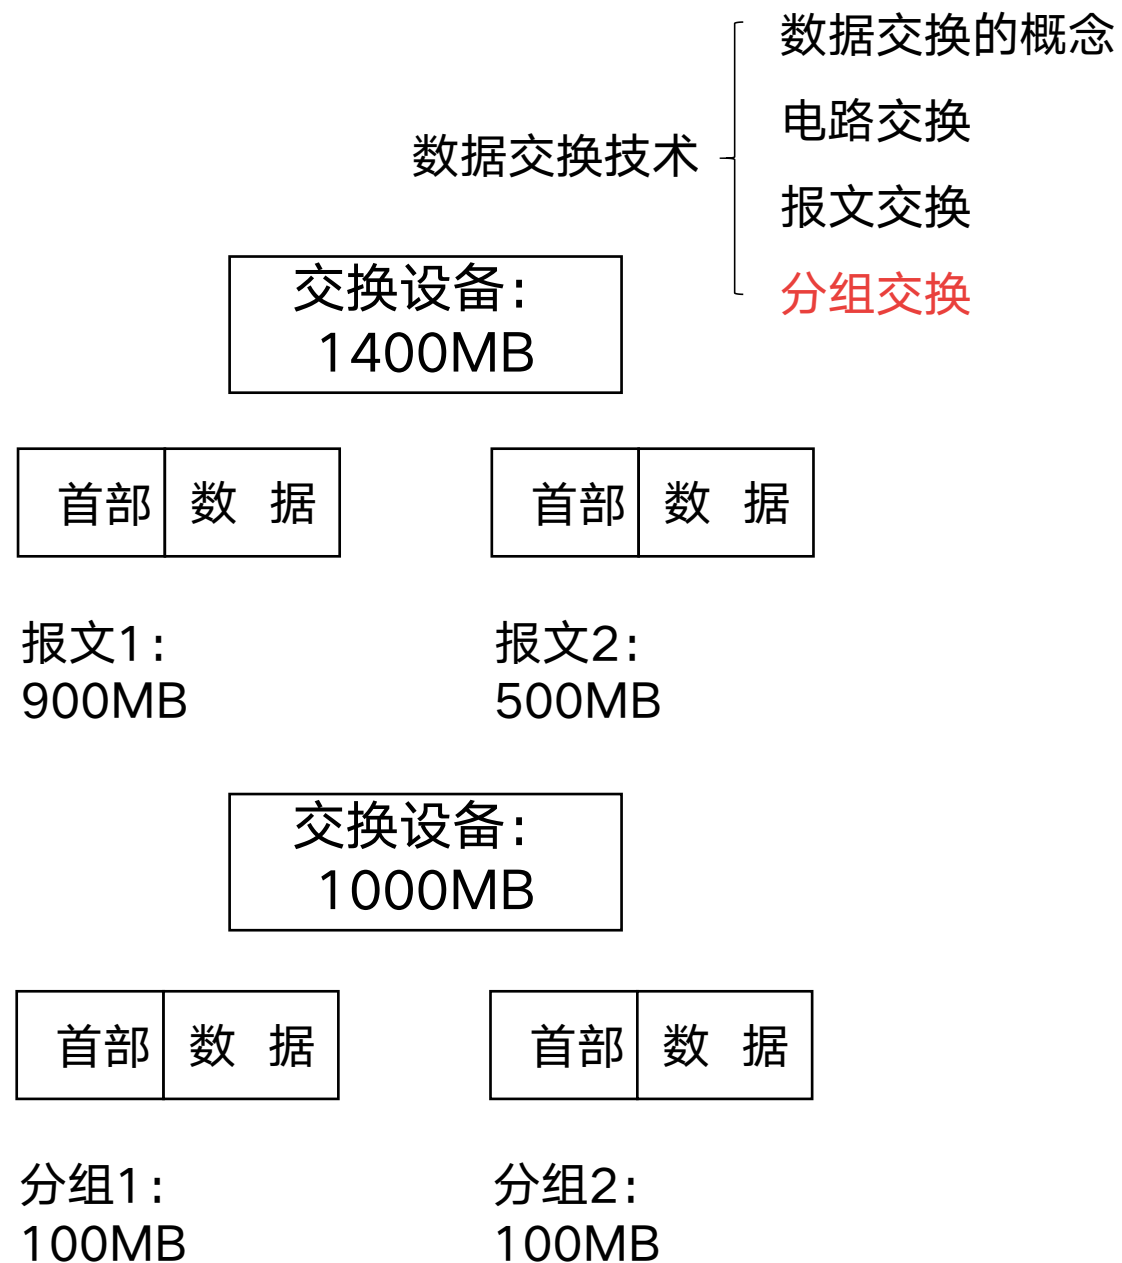 数据交换技术
数据交换的概念
电路交换
报文交换
分组交换
交换设备：
1400MB
首部 数 据
首部 数 据
报文1：
900MB
报文2：
500MB
交换设备：
1000MB
首部 数 据
首部 数 据
分组1：
100MB
分组2：
100MB